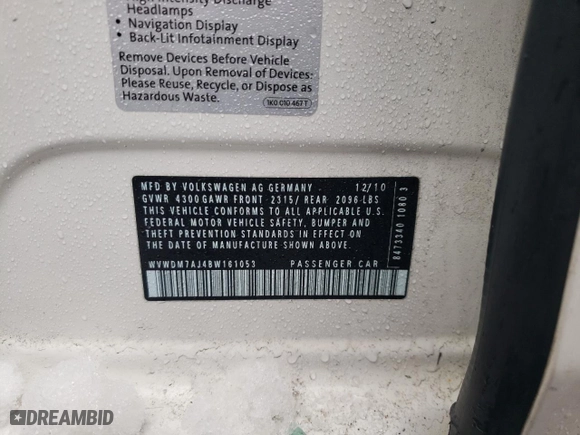 High Intensity Discharge
Headlamps
• Navigation Display
• Back-Lit Infotainment Display
Remove Devices Before Vehicle
Disposal. Upon Removal of Devices:
Please Reuse, Recycle, or Dispose as
Hazardous Waste.
1K0 010 467 T
MFD BY VOLKSWAGEN AG GERMANY 12/10
GVWR 4300 GAWR FRONT 2315/ REAR 2096 LBS
THIS VEHICLE CONFORMS TO ALL APPLICABLE U.S.
FEDERAL MOTOR VEHICLE SAFETY, BUMPER AND
THEFT PREVENTION STANDARDS IN EFFECT ON
THE DATE OF MANUFACTURE SHOWN ABOVE.
WVWDM7AJ4BW161053 PASSENGER CAR
8473340 1080 3
DREAMBID